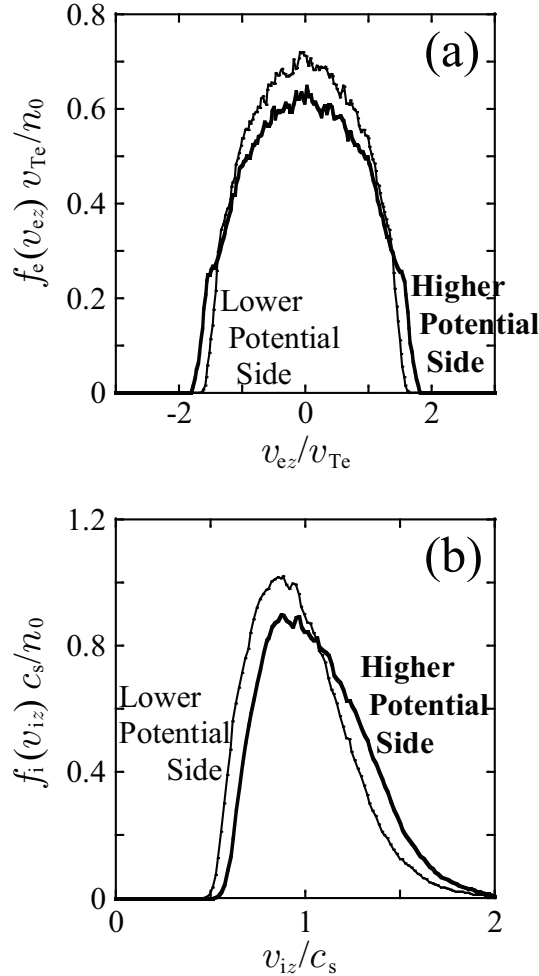 (a)
0.8
0.6
0.4
0.2
0
f_e(v_ez) v_Te/n_0
Lower
Potential
Side
Higher
Potential
Side
-2 0 2
v_ez/v_Te
(b)
1.2
0.8
0.4
0
f_i(v_iz) c_s/n_0
Lower
Potential
Side
Higher
Potential
Side
0 1 2
v_iz/c_s